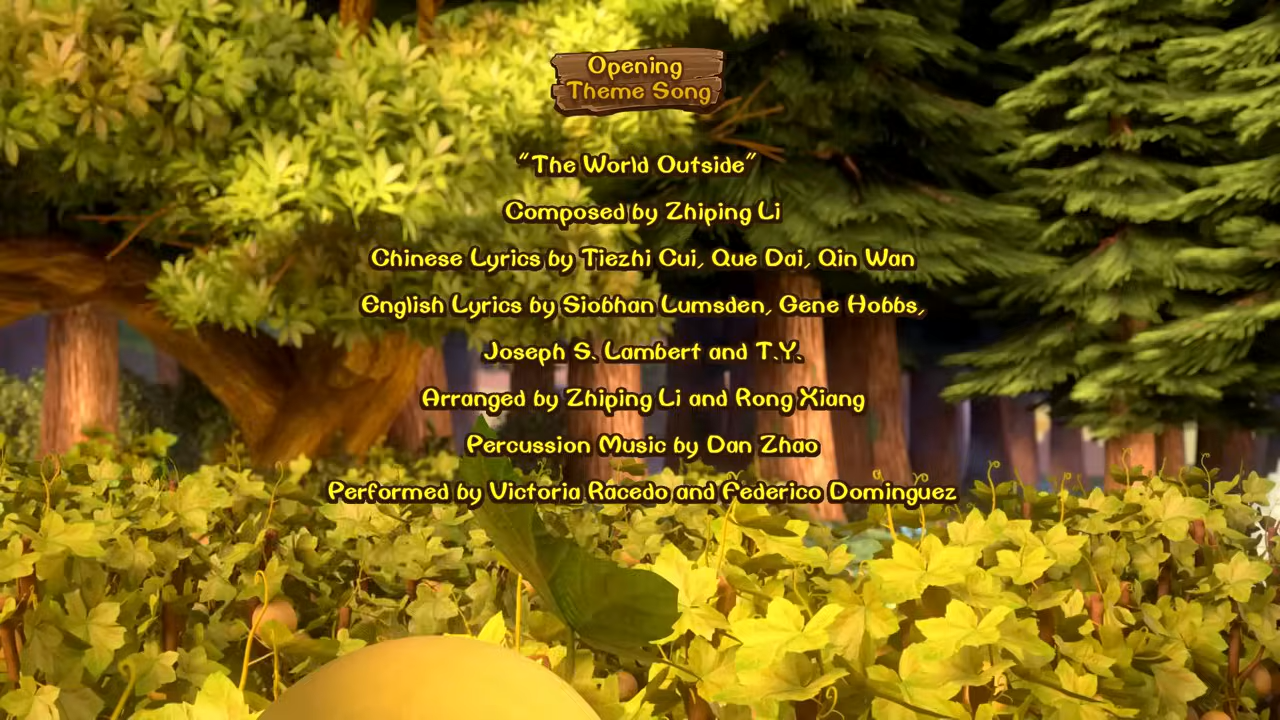 Opening
Theme Song
“The World Outside”
Composed by Zhiping Li
Chinese Lyrics by Tiezhi Cui, Que Dai, Qin Wan
English Lyrics by Siobhan Lumsden, Gene Hobbs,
Joseph S. Lambert and T.Y.
Arranged by Zhiping Li and Rong Xiang
Percussion Music by Dan Zhao
Performed by Victoria Racedo and Federico Dominguez